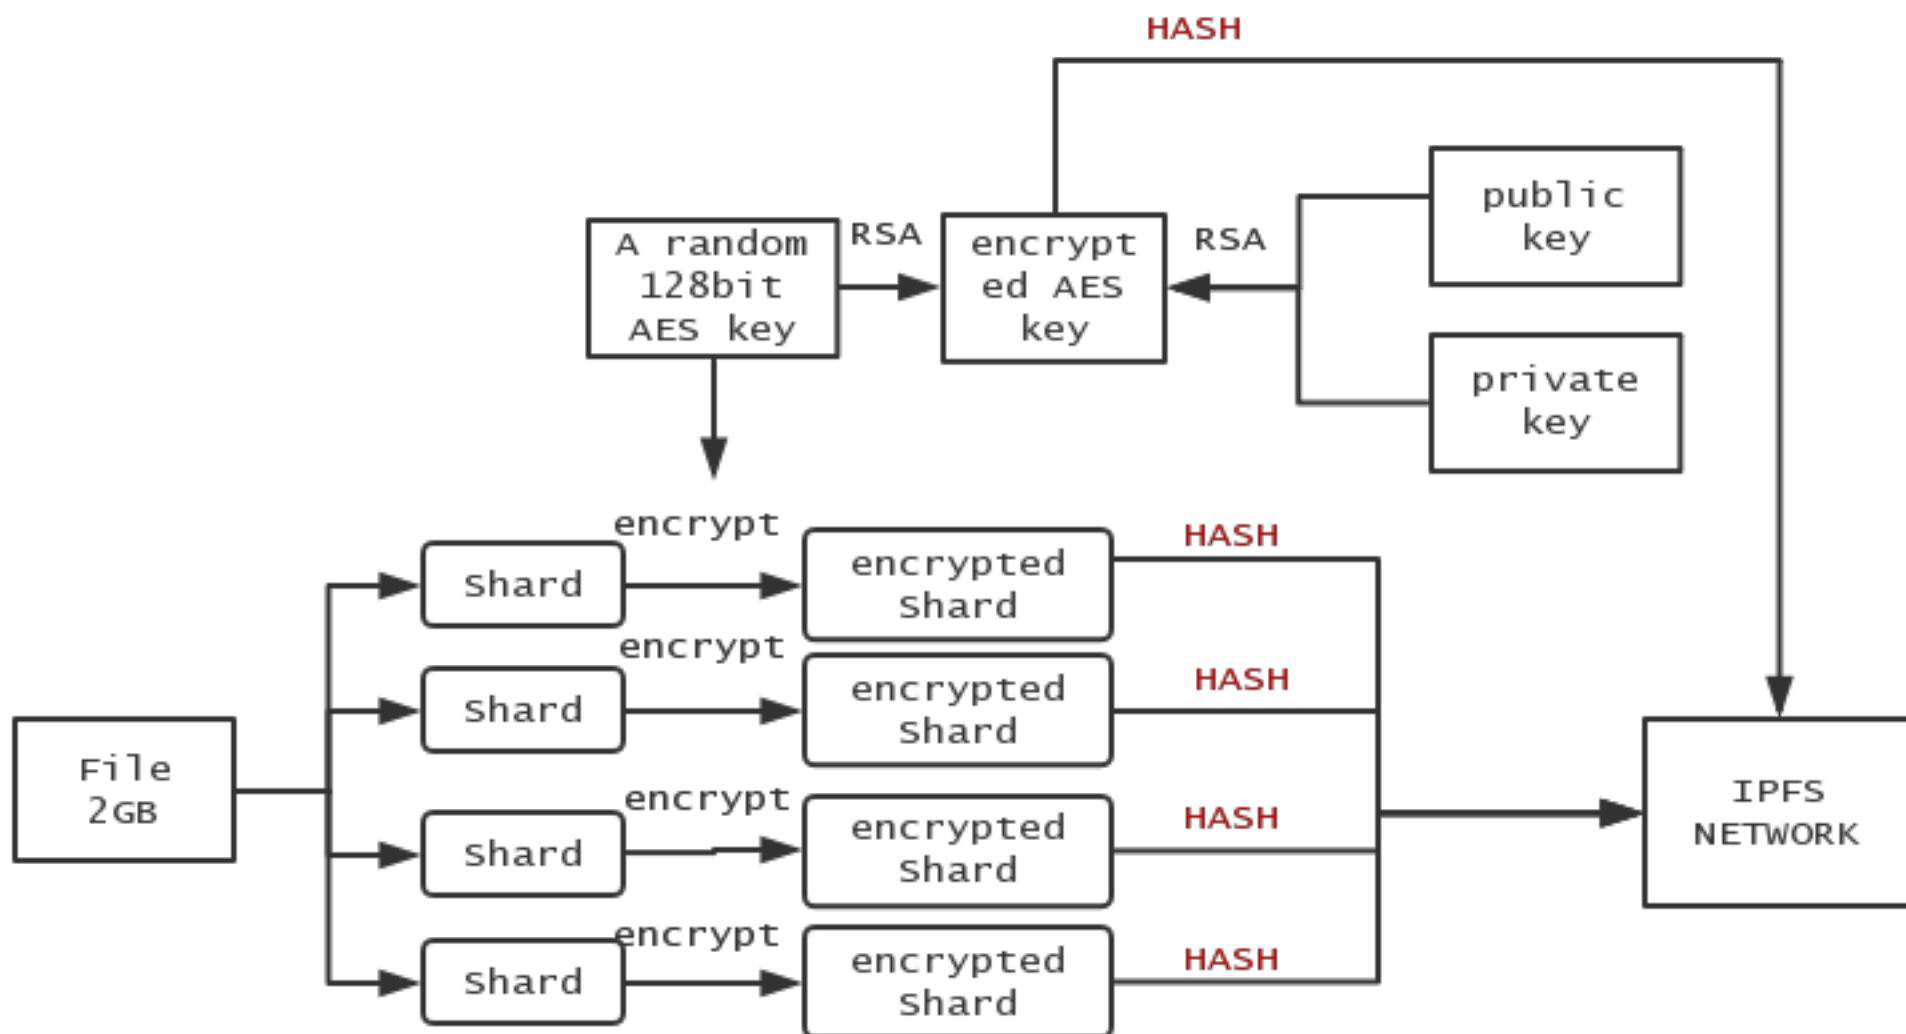 HASH
public
key
A random
128bit
AES key
RSA
encrypt
ed AES
key
RSA
private
key
encrypt
Shard
encrypted
Shard
HASH
encrypt
Shard
encrypted
Shard
HASH
File
2GB
encrypt
Shard
encrypted
Shard
HASH
IPFS
NETWORK
encrypt
Shard
encrypted
Shard
HASH